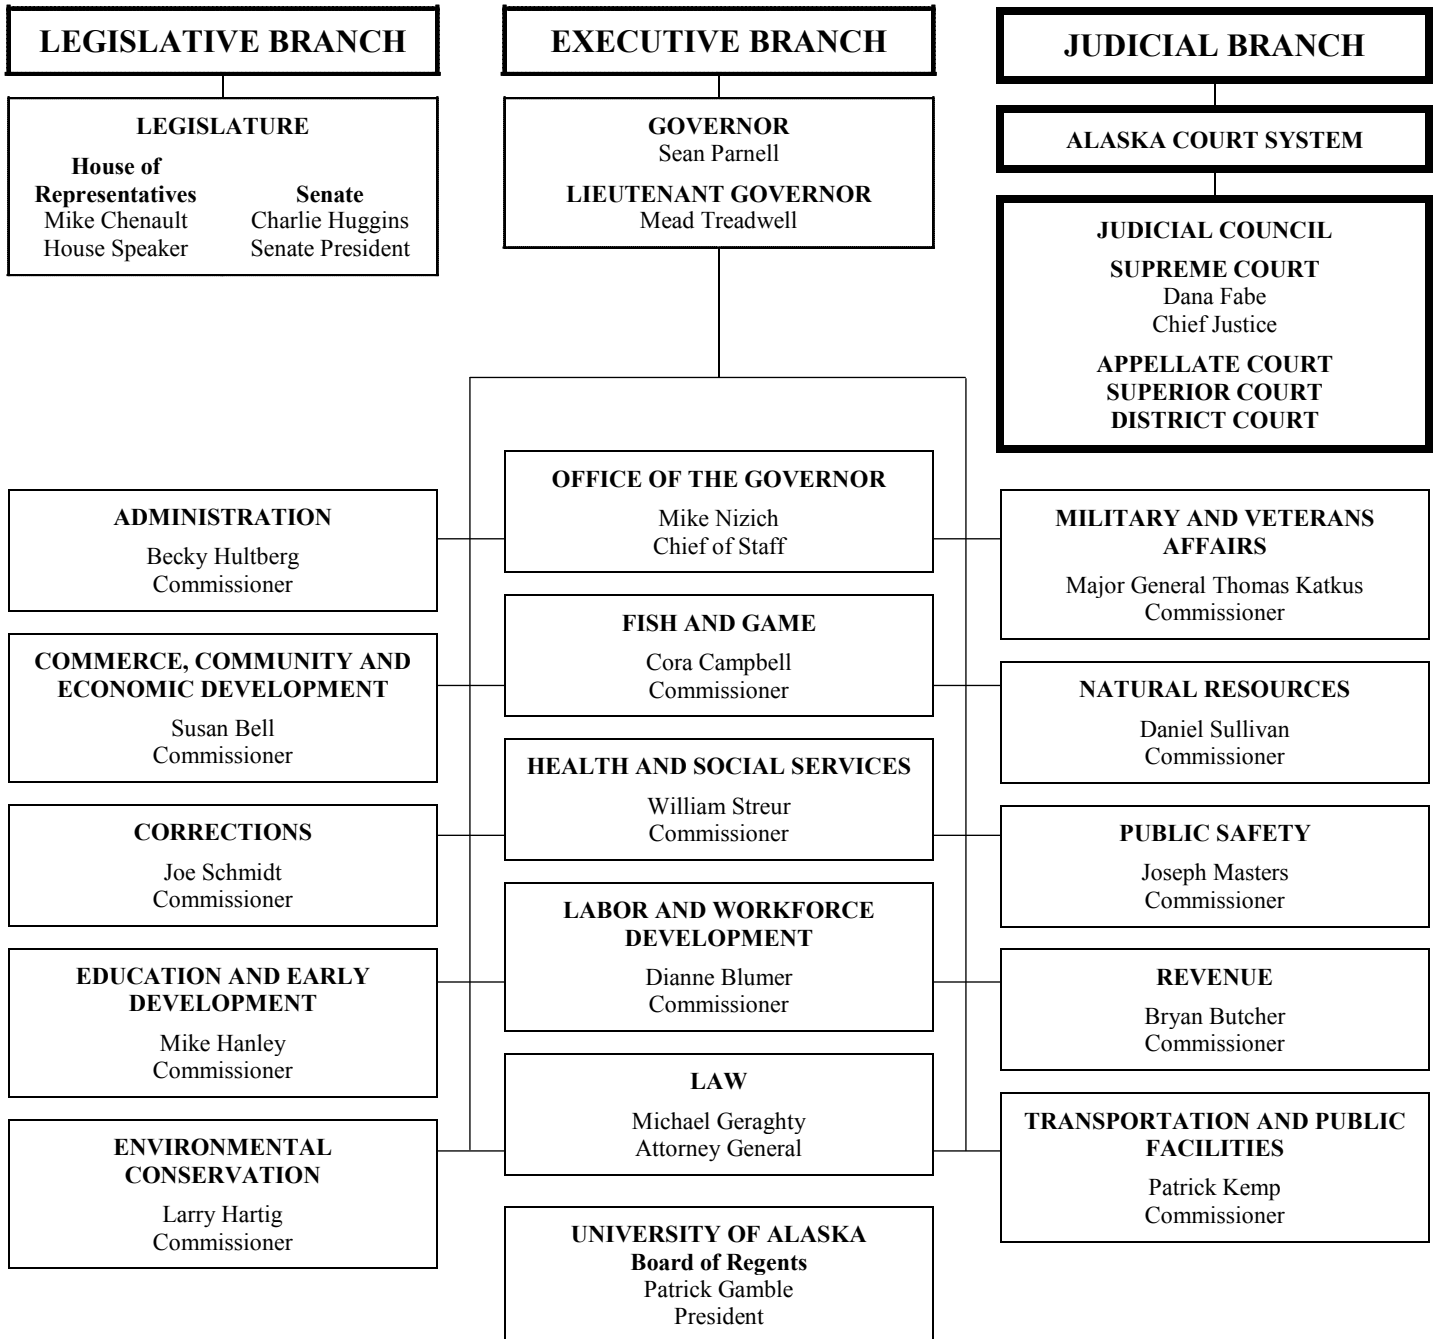 LEGISLATIVE BRANCH
LEGISLATURE
House of
Representatives
Mike Chenault
House Speaker
Senate
Charlie Huggins
Senate President
EXECUTIVE BRANCH
GOVERNOR
Sean Parnell
LIEUTENANT GOVERNOR
Mead Treadwell
JUDICIAL BRANCH
ALASKA COURT SYSTEM
JUDICIAL COUNCIL
SUPREME COURT
Dana Fabe
Chief Justice
APPELLATE COURT
SUPERIOR COURT
DISTRICT COURT
ADMINISTRATION
Becky Hultberg
Commissioner
COMMERCE, COMMUNITY AND
ECONOMIC DEVELOPMENT
Susan Bell
Commissioner
CORRECTIONS
Joe Schmidt
Commissioner
EDUCATION AND EARLY
DEVELOPMENT
Mike Hanley
Commissioner
ENVIRONMENTAL
CONSERVATION
Larry Hartig
Commissioner
OFFICE OF THE GOVERNOR
Mike Nizich
Chief of Staff
FISH AND GAME
Cora Campbell
Commissioner
HEALTH AND SOCIAL SERVICES
William Streur
Commissioner
LABOR AND WORKFORCE
DEVELOPMENT
Dianne Blumer
Commissioner
LAW
Michael Geraghty
Attorney General
UNIVERSITY OF ALASKA
Board of Regents
Patrick Gamble
President
MILITARY AND VETERANS
AFFAIRS
Major General Thomas Katkus
Commissioner
NATURAL RESOURCES
Daniel Sullivan
Commissioner
PUBLIC SAFETY
Joseph Masters
Commissioner
REVENUE
Bryan Butcher
Commissioner
TRANSPORTATION AND PUBLIC
FACILITIES
Patrick Kemp
Commissioner